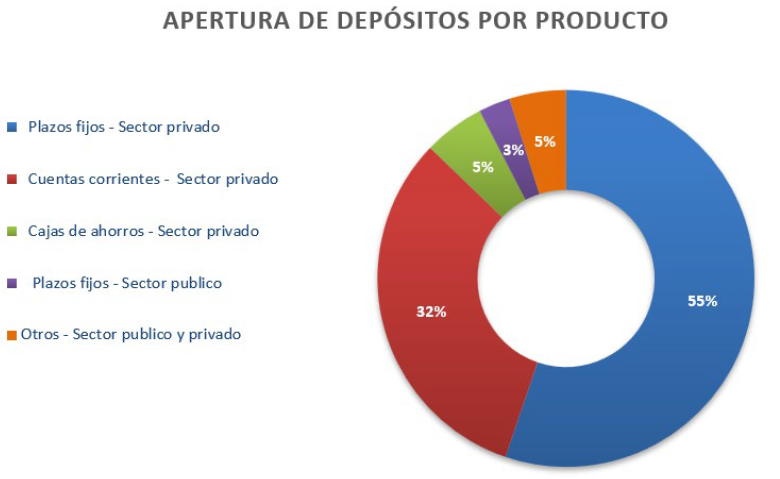 APERTURA DE DEPÓSITOS POR PRODUCTO
Plazos fijos - Sector privado
Cuentas corrientes - Sector privado
Cajas de ahorros - Sector privado
Plazos fijos - Sector publico
Otros - Sector publico y privado
5%
3%
5%
32%
55%